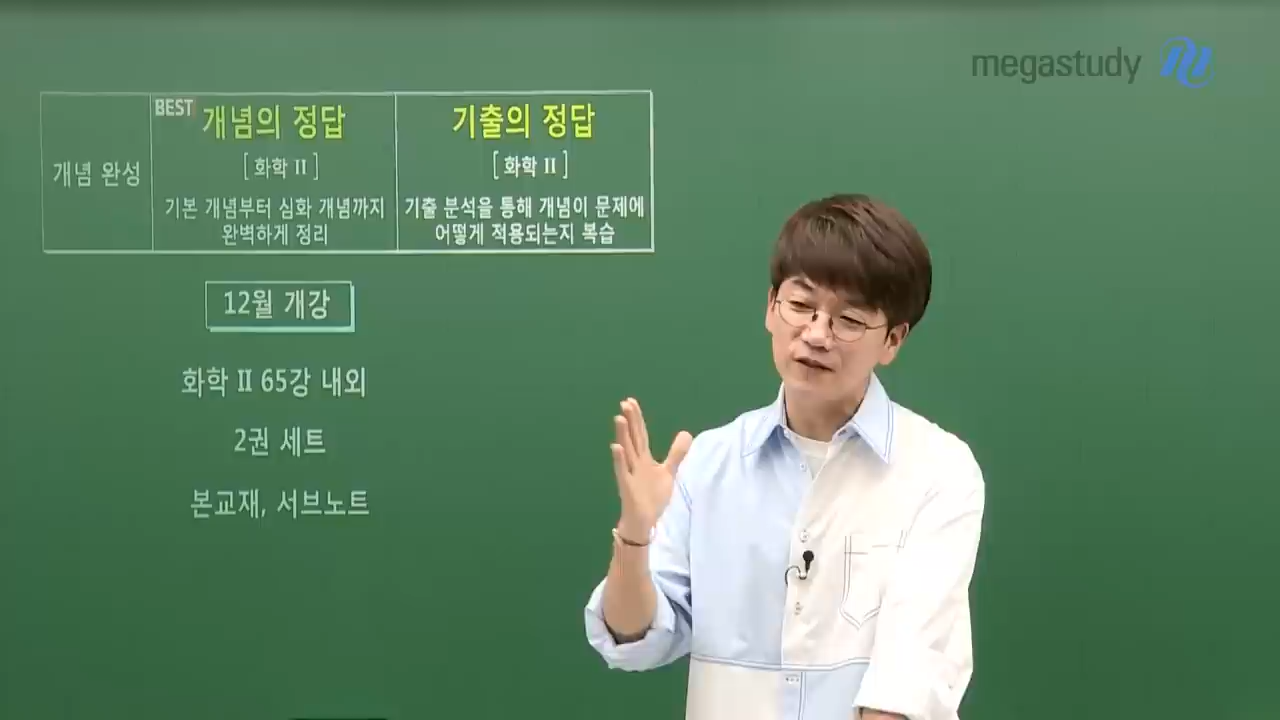 megastudy
개념 완성
BEST
개념의 정답
[ 화학 II ]
기본 개념부터 심화 개념까지
완벽하게 정리
기출의 정답
[ 화학 II ]
기출 분석을 통해 개념이 문제에
어떻게 적용되는지 복습
12월 개강
화학 II 65강 내외
2권 세트
본교재, 서브노트